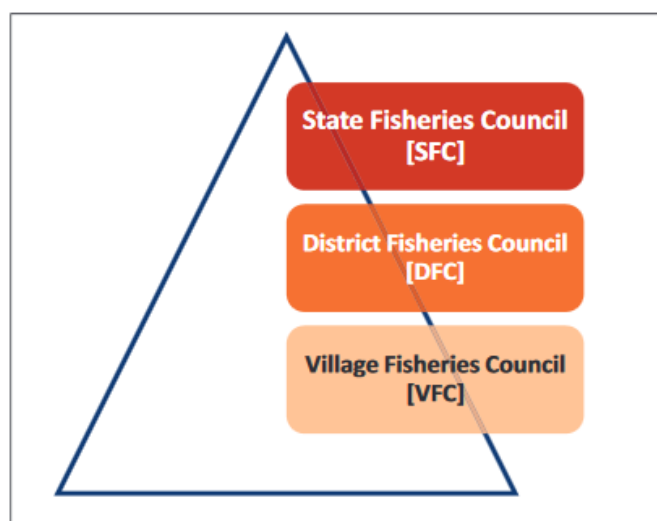 State Fisheries Council
[SFC]
District Fisheries Council
[DFC]
Village Fisheries Council
[VFC]